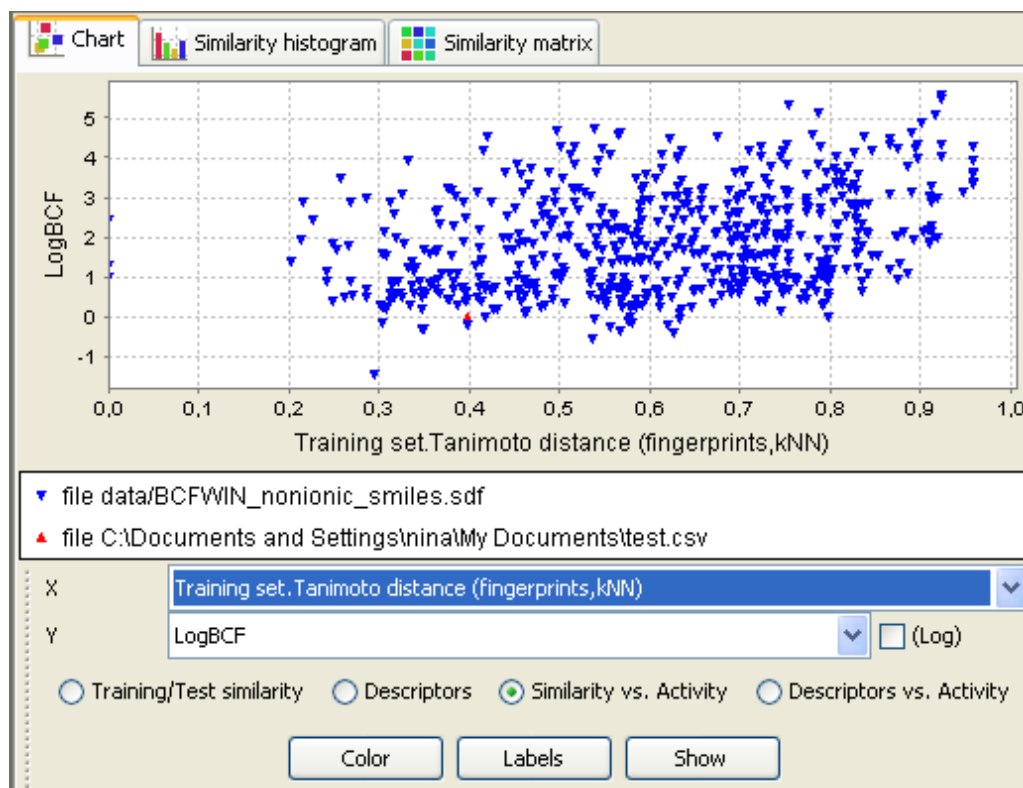 Chart Similarity histogram Similarity matrix
LogBCF
5
4
3
2
1
0
-1
0,0 0,1 0,2 0,3 0,4 0,5 0,6 0,7 0,8 0,9 1,0
Training set.Tanimoto distance (fingerprints,kNN)
file data/BCFWIN_nonionic_smiles.sdf
file C:\Documents and Settings\nina\My Documents\test.csv
X Training set.Tanimoto distance (fingerprints,kNN)
Y LogBCF (Log)
Training/Test similarity Descriptors Similarity vs. Activity Descriptors vs. Activity
Color Labels Show